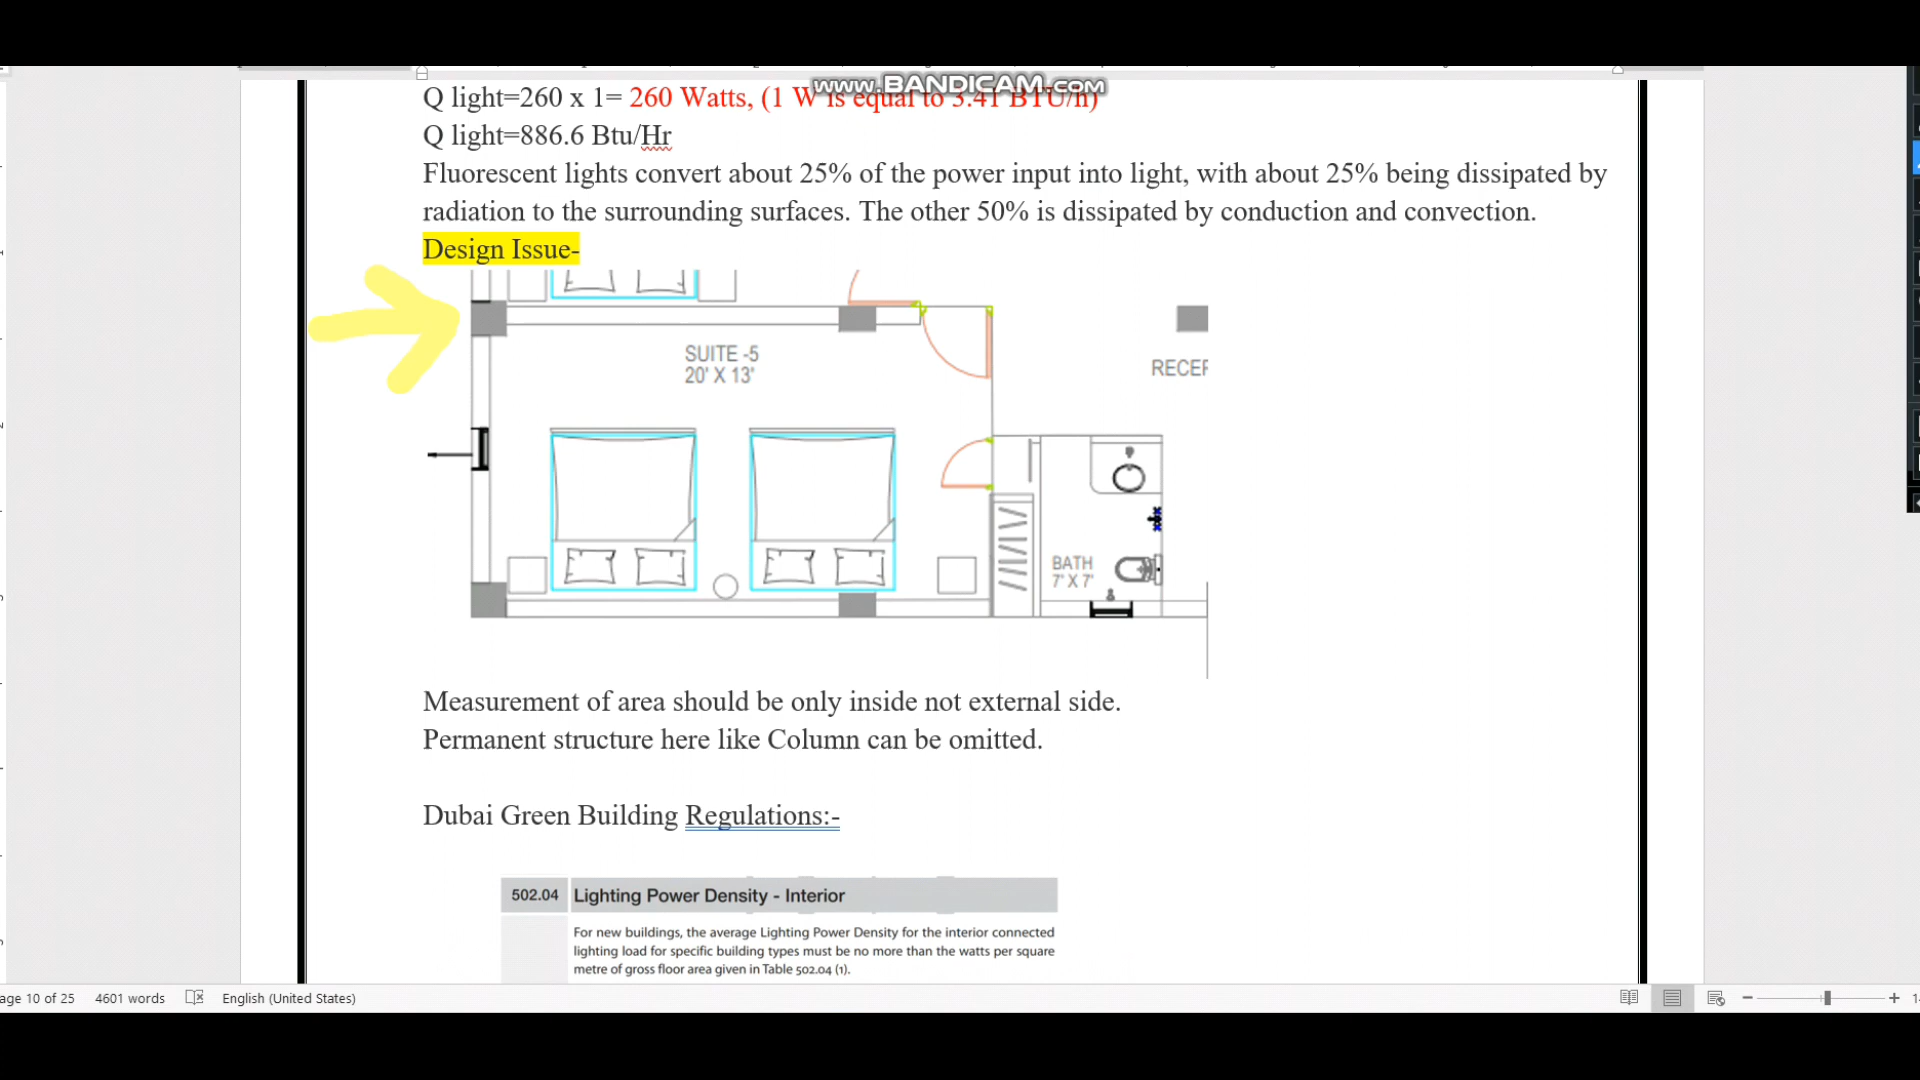 www.BANDICAM.com
Q light=260 x 1= 260 Watts, (1 W is equal to 3.41 BTU/h)
Q light=886.6 Btu/Hr
Fluorescent lights convert about 25% of the power input into light, with about 25% being dissipated by
radiation to the surrounding surfaces. The other 50% is dissipated by conduction and convection.
Design Issue-
SUITE -5
20' X 13'
RECEP
BATH
7' X 7'
Measurement of area should be only inside not external side.
Permanent structure here like Column can be omitted.
Dubai Green Building Regulations:-
502.04 Lighting Power Density - Interior
For new buildings, the average Lighting Power Density for the interior connected
lighting load for specific building types must be no more than the watts per square
metre of gross floor area given in Table 502.04 (1).
age 10 of 25 4601 words English (United States)